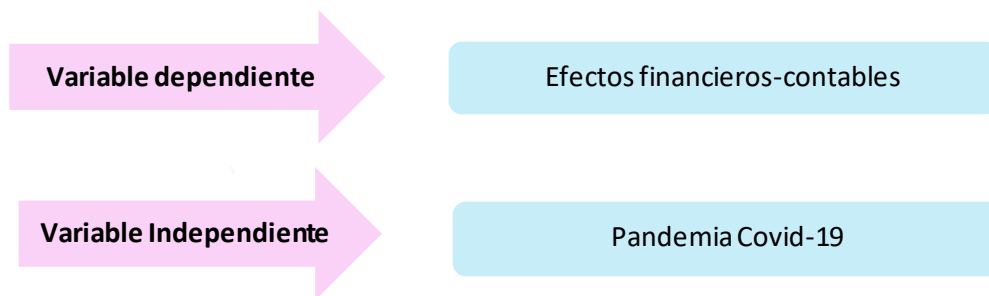 Variable dependiente
Efectos financieros-contables
Variable Independiente
Pandemia Covid-19